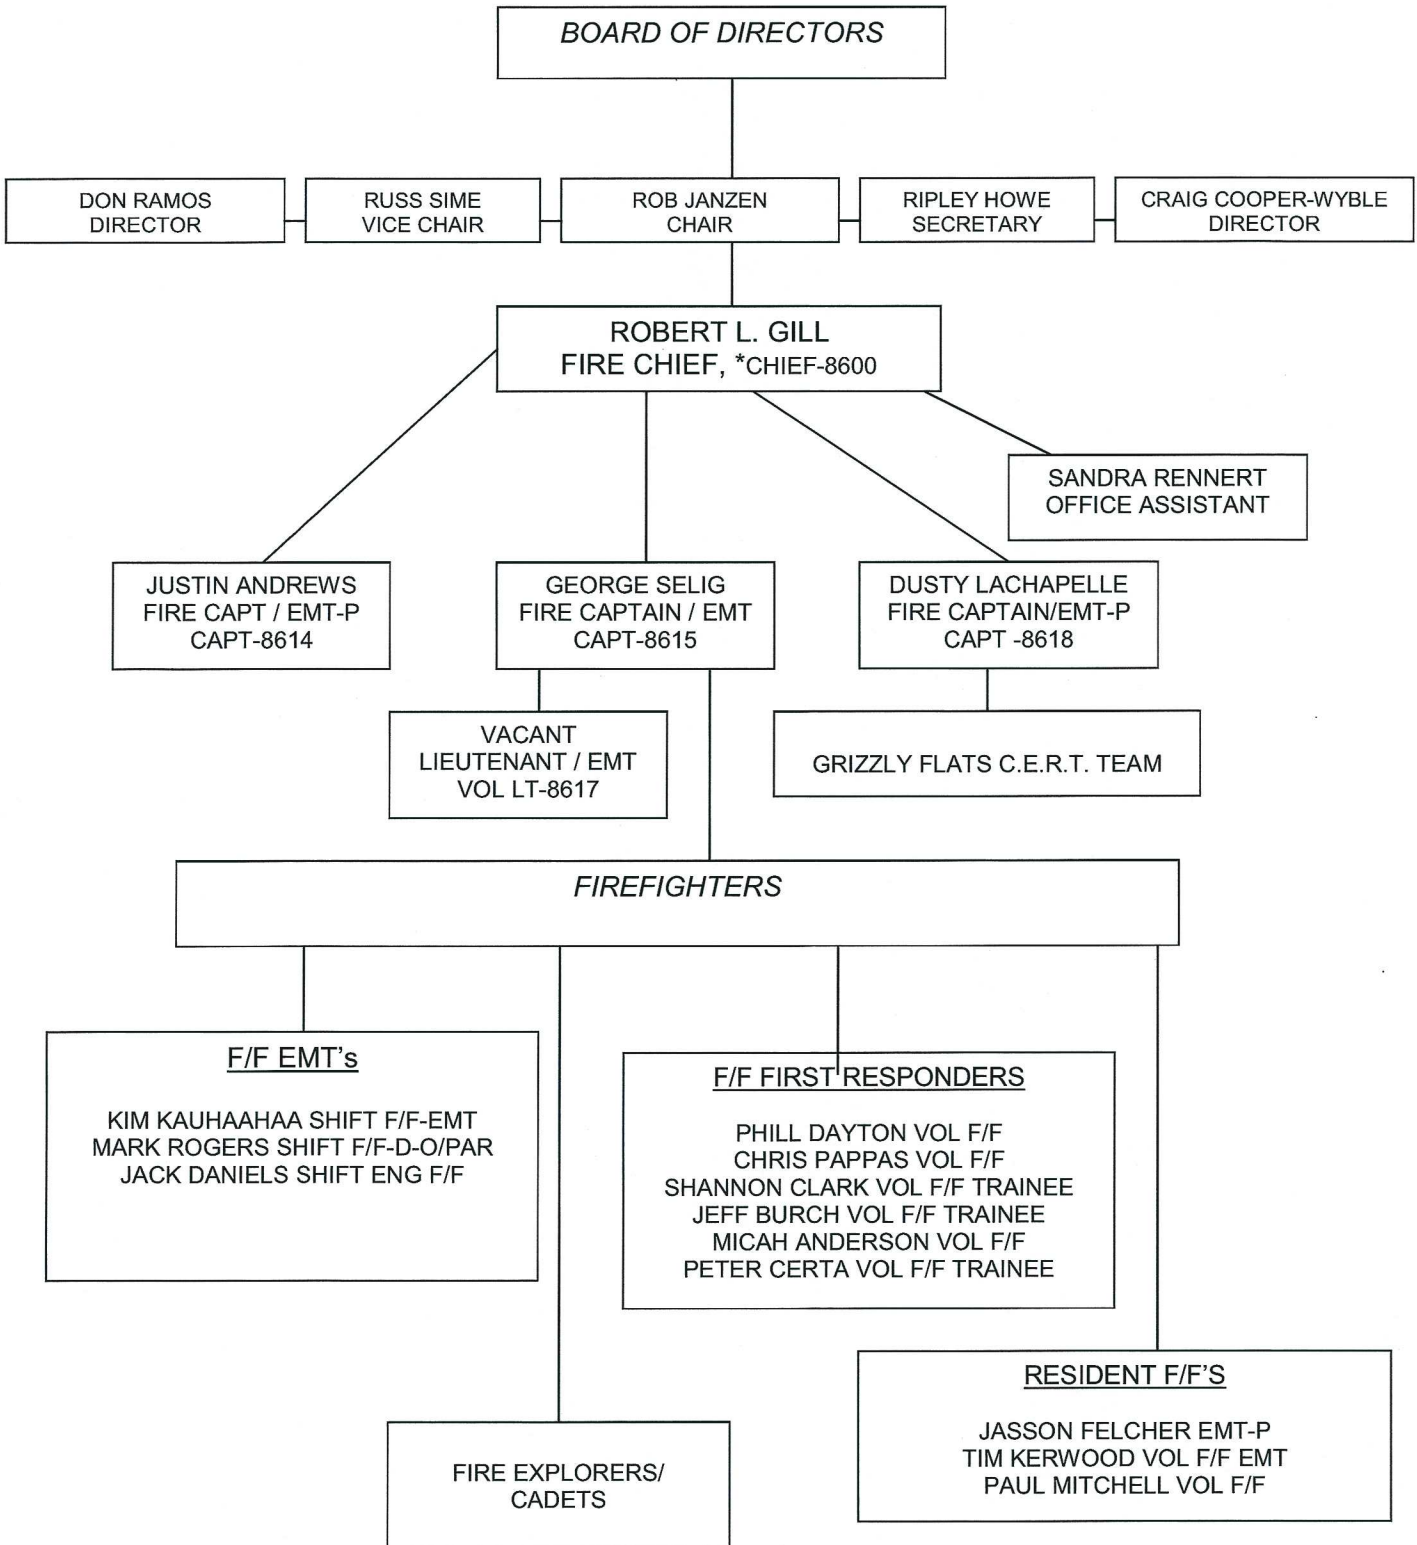 BOARD OF DIRECTORS
DON RAMOS
DIRECTOR
RUSS SIME
VICE CHAIR
ROB JANZEN
CHAIR
RIPLEY HOWE
SECRETARY
CRAIG COOPER-WYBLE
DIRECTOR
ROBERT L. GILL
FIRE CHIEF, *CHIEF-8600
SANDRA RENNERT
OFFICE ASSISTANT
JUSTIN ANDREWS
FIRE CAPT / EMT-P
CAPT-8614
GEORGE SELIG
FIRE CAPTAIN / EMT
CAPT-8615
DUSTY LACHAPELLE
FIRE CAPTAIN/EMT-P
CAPT -8618
VACANT
LIEUTENANT / EMT
VOL LT-8617
GRIZZLY FLATS C.E.R.T. TEAM
FIREFIGHTERS
F/F EMT's
KIM KAUHAAHAA SHIFT F/F-EMT
MARK ROGERS SHIFT F/F-D-O/PAR
JACK DANIELS SHIFT ENG F/F
F/F FIRST RESPONDERS
PHILL DAYTON VOL F/F
CHRIS PAPPAS VOL F/F
SHANNON CLARK VOL F/F TRAINEE
JEFF BURCH VOL F/F TRAINEE
MICAH ANDERSON VOL F/F
PETER CERTA VOL F/F TRAINEE
RESIDENT F/F'S
JASSON FELCHER EMT-P
TIM KERWOOD VOL F/F EMT
PAUL MITCHELL VOL F/F
FIRE EXPLORERS/
CADETS